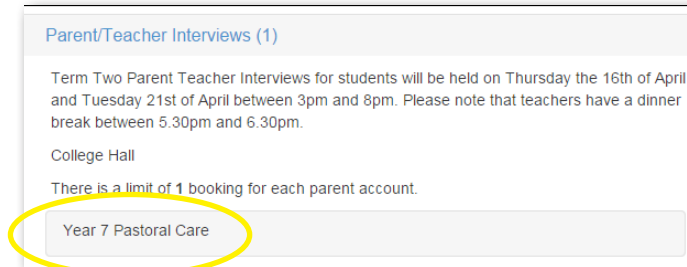 Parent/Teacher Interviews (1)
Term Two Parent Teacher Interviews for students will be held on Thursday the 16th of April
and Tuesday 21st of April between 3pm and 8pm. Please note that teachers have a dinner
break between 5.30pm and 6.30pm.
College Hall
There is a limit of 1 booking for each parent account.
Year 7 Pastoral Care